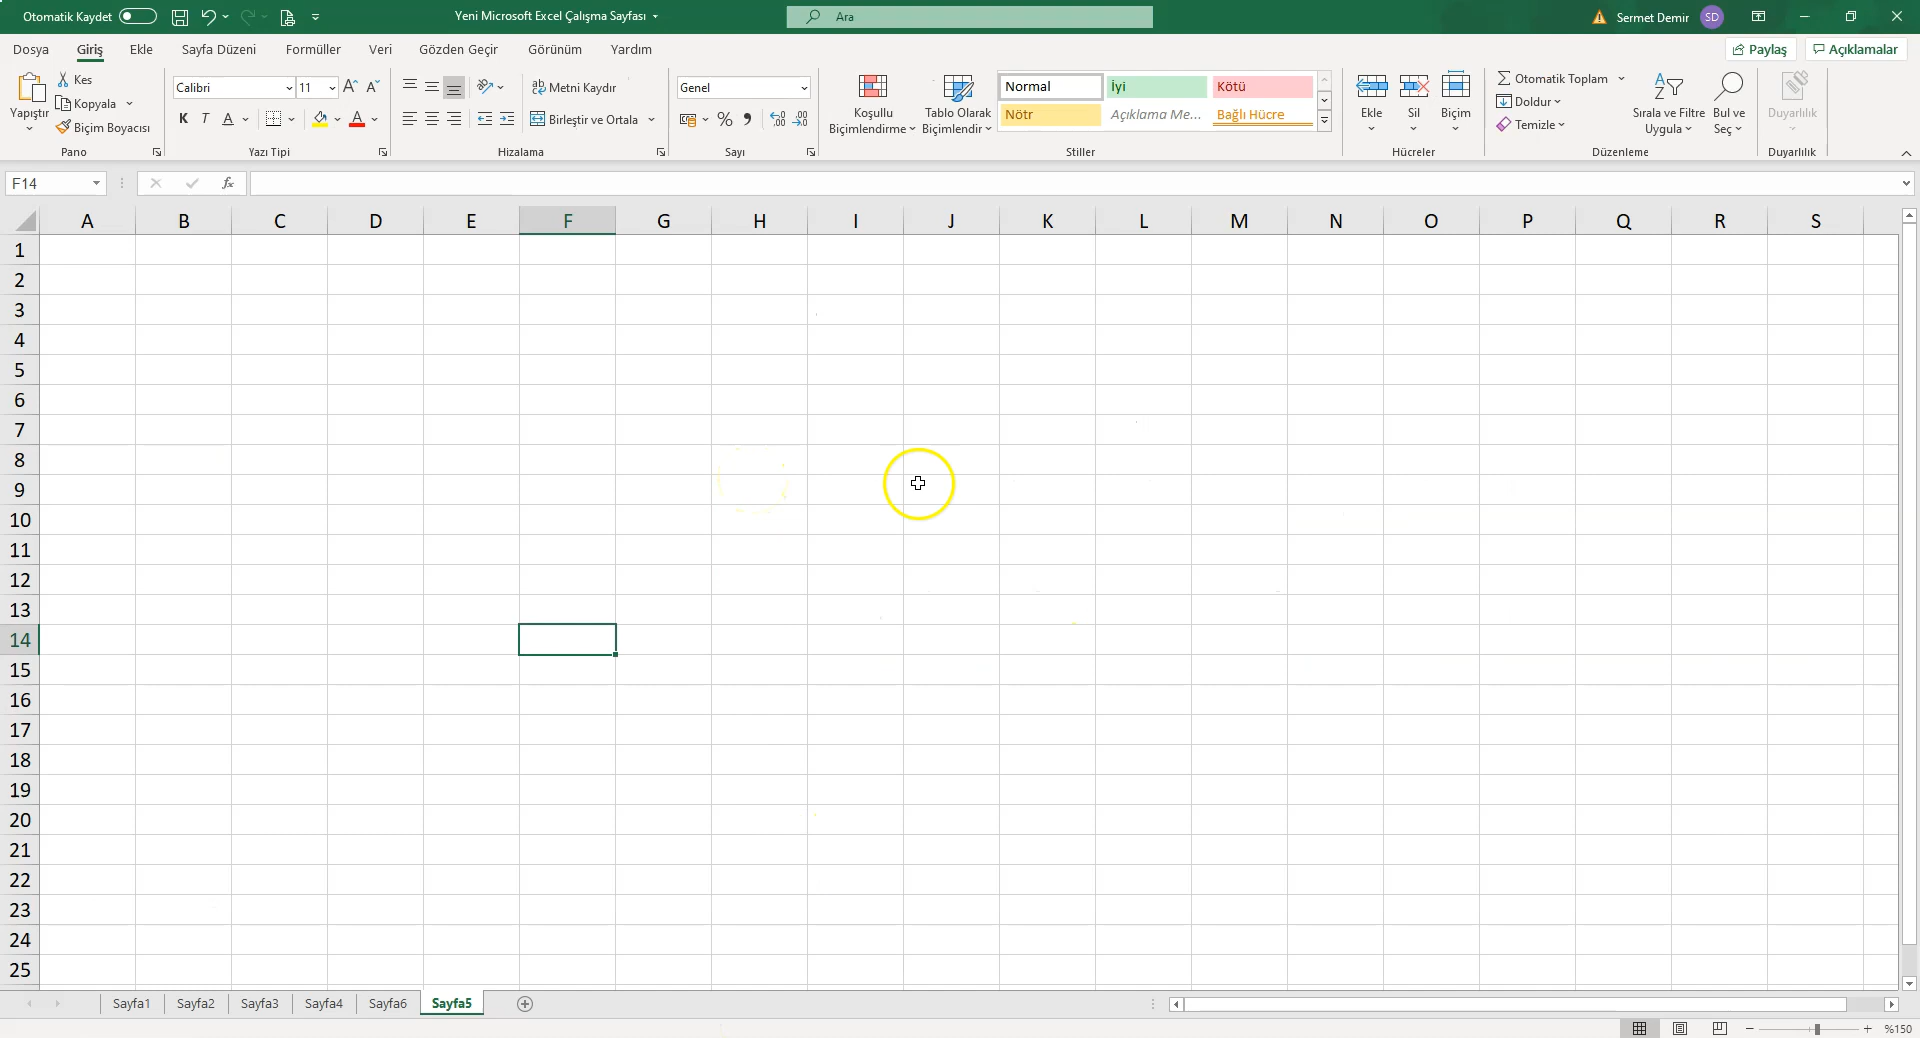 Otomatik Kaydet
Yeni Microsoft Excel Çalışma Sayfası
Ara
Sermet Demir SD
Dosya Giriş Ekle Sayfa Düzeni Formüller Veri Gözden Geçir Görünüm Yardım
Paylaş Açıklamalar
Yapıştır
Kes
Kopyala
Biçim Boyacısı
Pano
Calibri 11
K T A
Yazı Tipi
Metni Kaydır
Birleştir ve Ortala
Hizalama
Genel
Sayı
Koşullu
Biçimlendirme
Tablo Olarak
Biçimlendir
Normal İyi Kötü
Nötr Açıklama Me... Bağlı Hücre
Stiller
Ekle Sil Biçim
Hücreler
Otomatik Toplam
Doldur
Temizle
Sırala ve Filtre
Uygula
Bul ve
Seç
Düzenleme
Duyarlılık
Duyarlılık
F14
fx
A B C D E F G H I J K L M N O P Q R S
1
2
3
4
5
6
7
8
9
10
11
12
13
14
15
16
17
18
19
20
21
22
23
24
25
Sayfa1 Sayfa2 Sayfa3 Sayfa4 Sayfa6 Sayfa5
%150